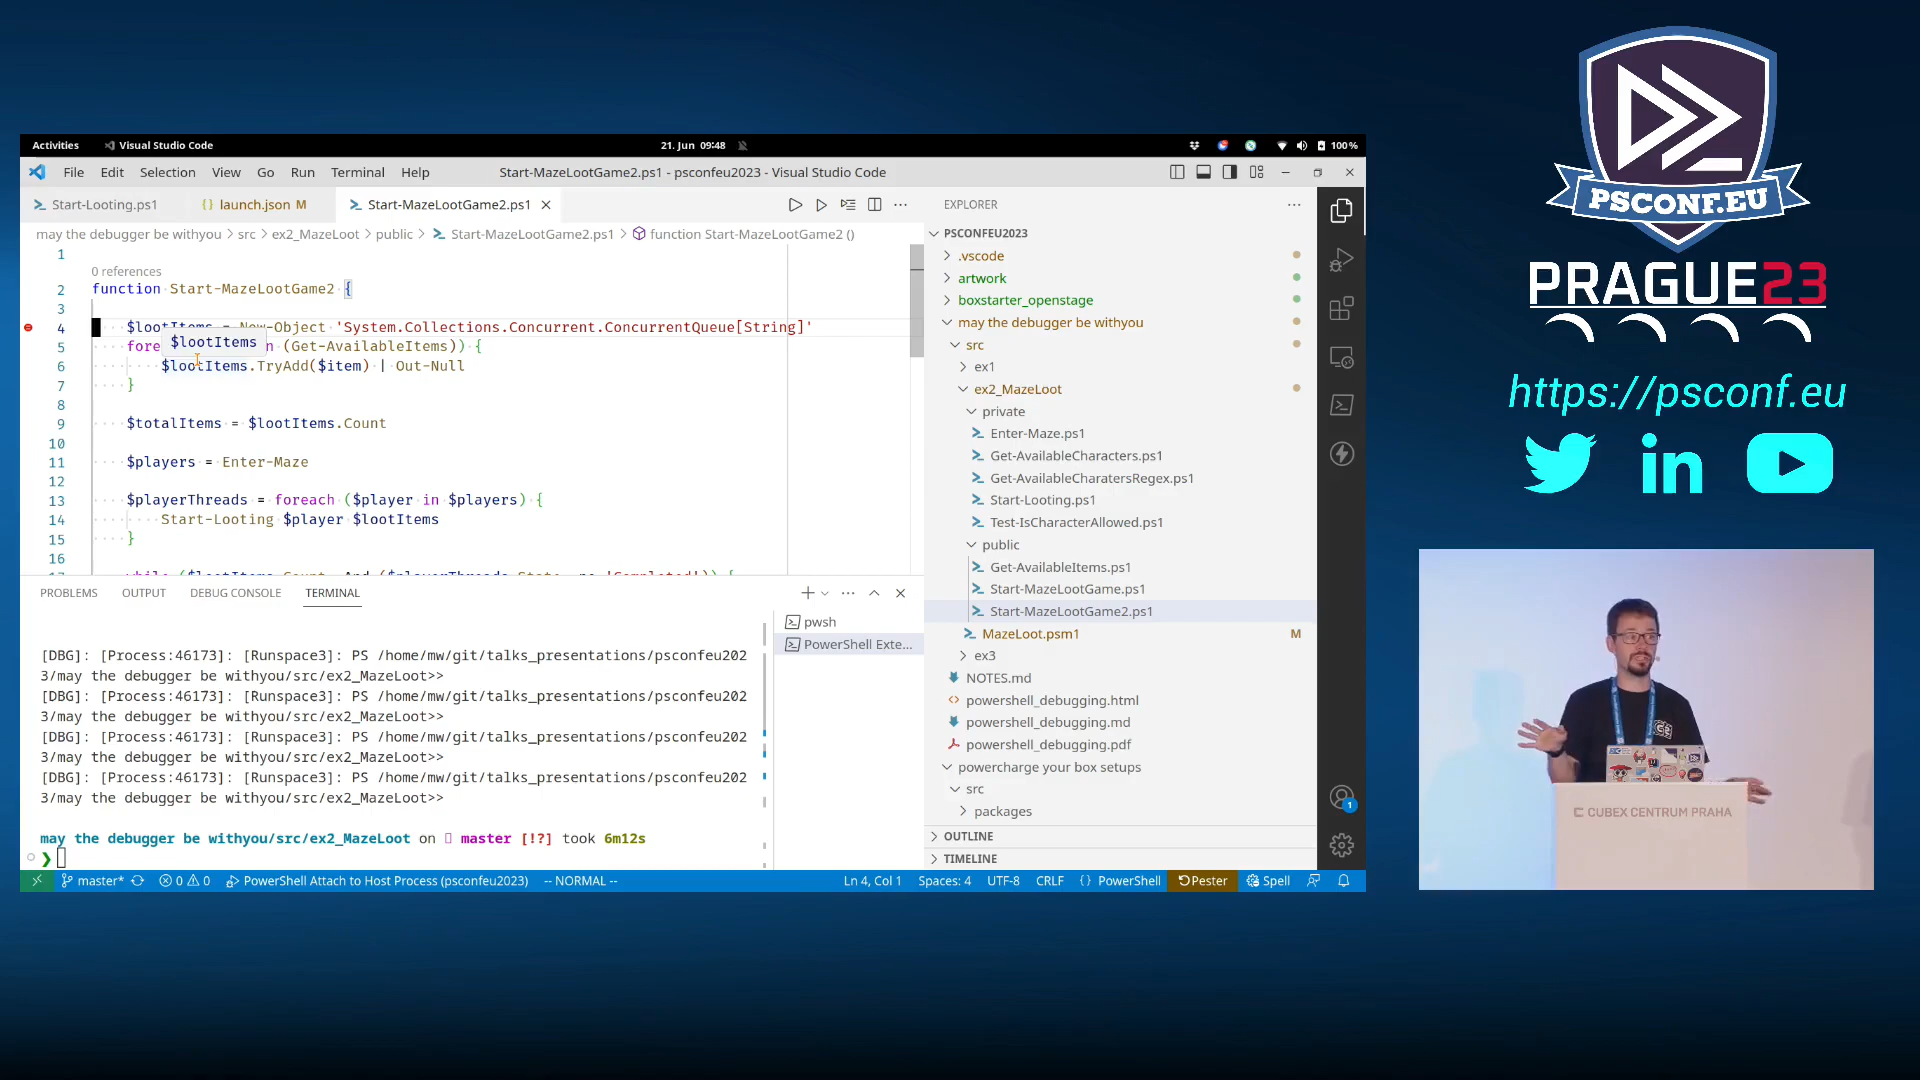 Activities
Visual Studio Code
21. Jun 09:48
100%
File Edit Selection View Go Run Terminal Help
Start-MazeLootGame2.ps1 - psconfeu2023 - Visual Studio Code
Start-Looting.ps1
launch.json M
Start-MazeLootGame2.ps1
may the debugger be withyou > src > ex2_MazeLoot > public > Start-MazeLootGame2.ps1 > function Start-MazeLootGame2 ()
1
0 references
2 function Start-MazeLootGame2 {
3
4 $lootItems = New-Object 'System.Collections.Concurrent.ConcurrentQueue[String]'
$lootItems
5 fore n (Get-AvailableItems)) {
6 $lootItems.TryAdd($item) | Out-Null
7 }
8
9 $totalItems = $lootItems.Count
10
11 $players = Enter-Maze
12
13 $playerThreads = foreach ($player in $players) {
14 Start-Looting $player $lootItems
15 }
16
PROBLEMS OUTPUT DEBUG CONSOLE TERMINAL
pwsh
PowerShell Exte...
[DBG]: [Process:46173]: [Runspace3]: PS /home/mw/git/talks_presentations/psconfeu202
3/may the debugger be withyou/src/ex2_MazeLoot>>
[DBG]: [Process:46173]: [Runspace3]: PS /home/mw/git/talks_presentations/psconfeu202
3/may the debugger be withyou/src/ex2_MazeLoot>>
[DBG]: [Process:46173]: [Runspace3]: PS /home/mw/git/talks_presentations/psconfeu202
3/may the debugger be withyou/src/ex2_MazeLoot>>
[DBG]: [Process:46173]: [Runspace3]: PS /home/mw/git/talks_presentations/psconfeu202
3/may the debugger be withyou/src/ex2_MazeLoot>>
may the debugger be withyou/src/ex2_MazeLoot on master [!?] took 6m12s
❯
EXPLORER
PSCONFEU2023
.vscode
artwork
boxstarter_openstage
may the debugger be withyou
src
ex1
ex2_MazeLoot
private
Enter-Maze.ps1
Get-AvailableCharacters.ps1
Get-AvailableCharatersRegex.ps1
Start-Looting.ps1
Test-IsCharacterAllowed.ps1
public
Get-AvailableItems.ps1
Start-MazeLootGame.ps1
Start-MazeLootGame2.ps1
MazeLoot.psm1 M
ex3
NOTES.md
powershell_debugging.html
powershell_debugging.md
powershell_debugging.pdf
powercharge your box setups
src
packages
OUTLINE
TIMELINE
1
master* 0 0 PowerShell Attach to Host Process (psconfeu2023) -- NORMAL --
Ln 4, Col 1 Spaces: 4 UTF-8 CRLF {} PowerShell Pester Spell
PSCONF.EU
PRAGUE23
https://psconf.eu
in
CUBEX CENTRUM PRAHA